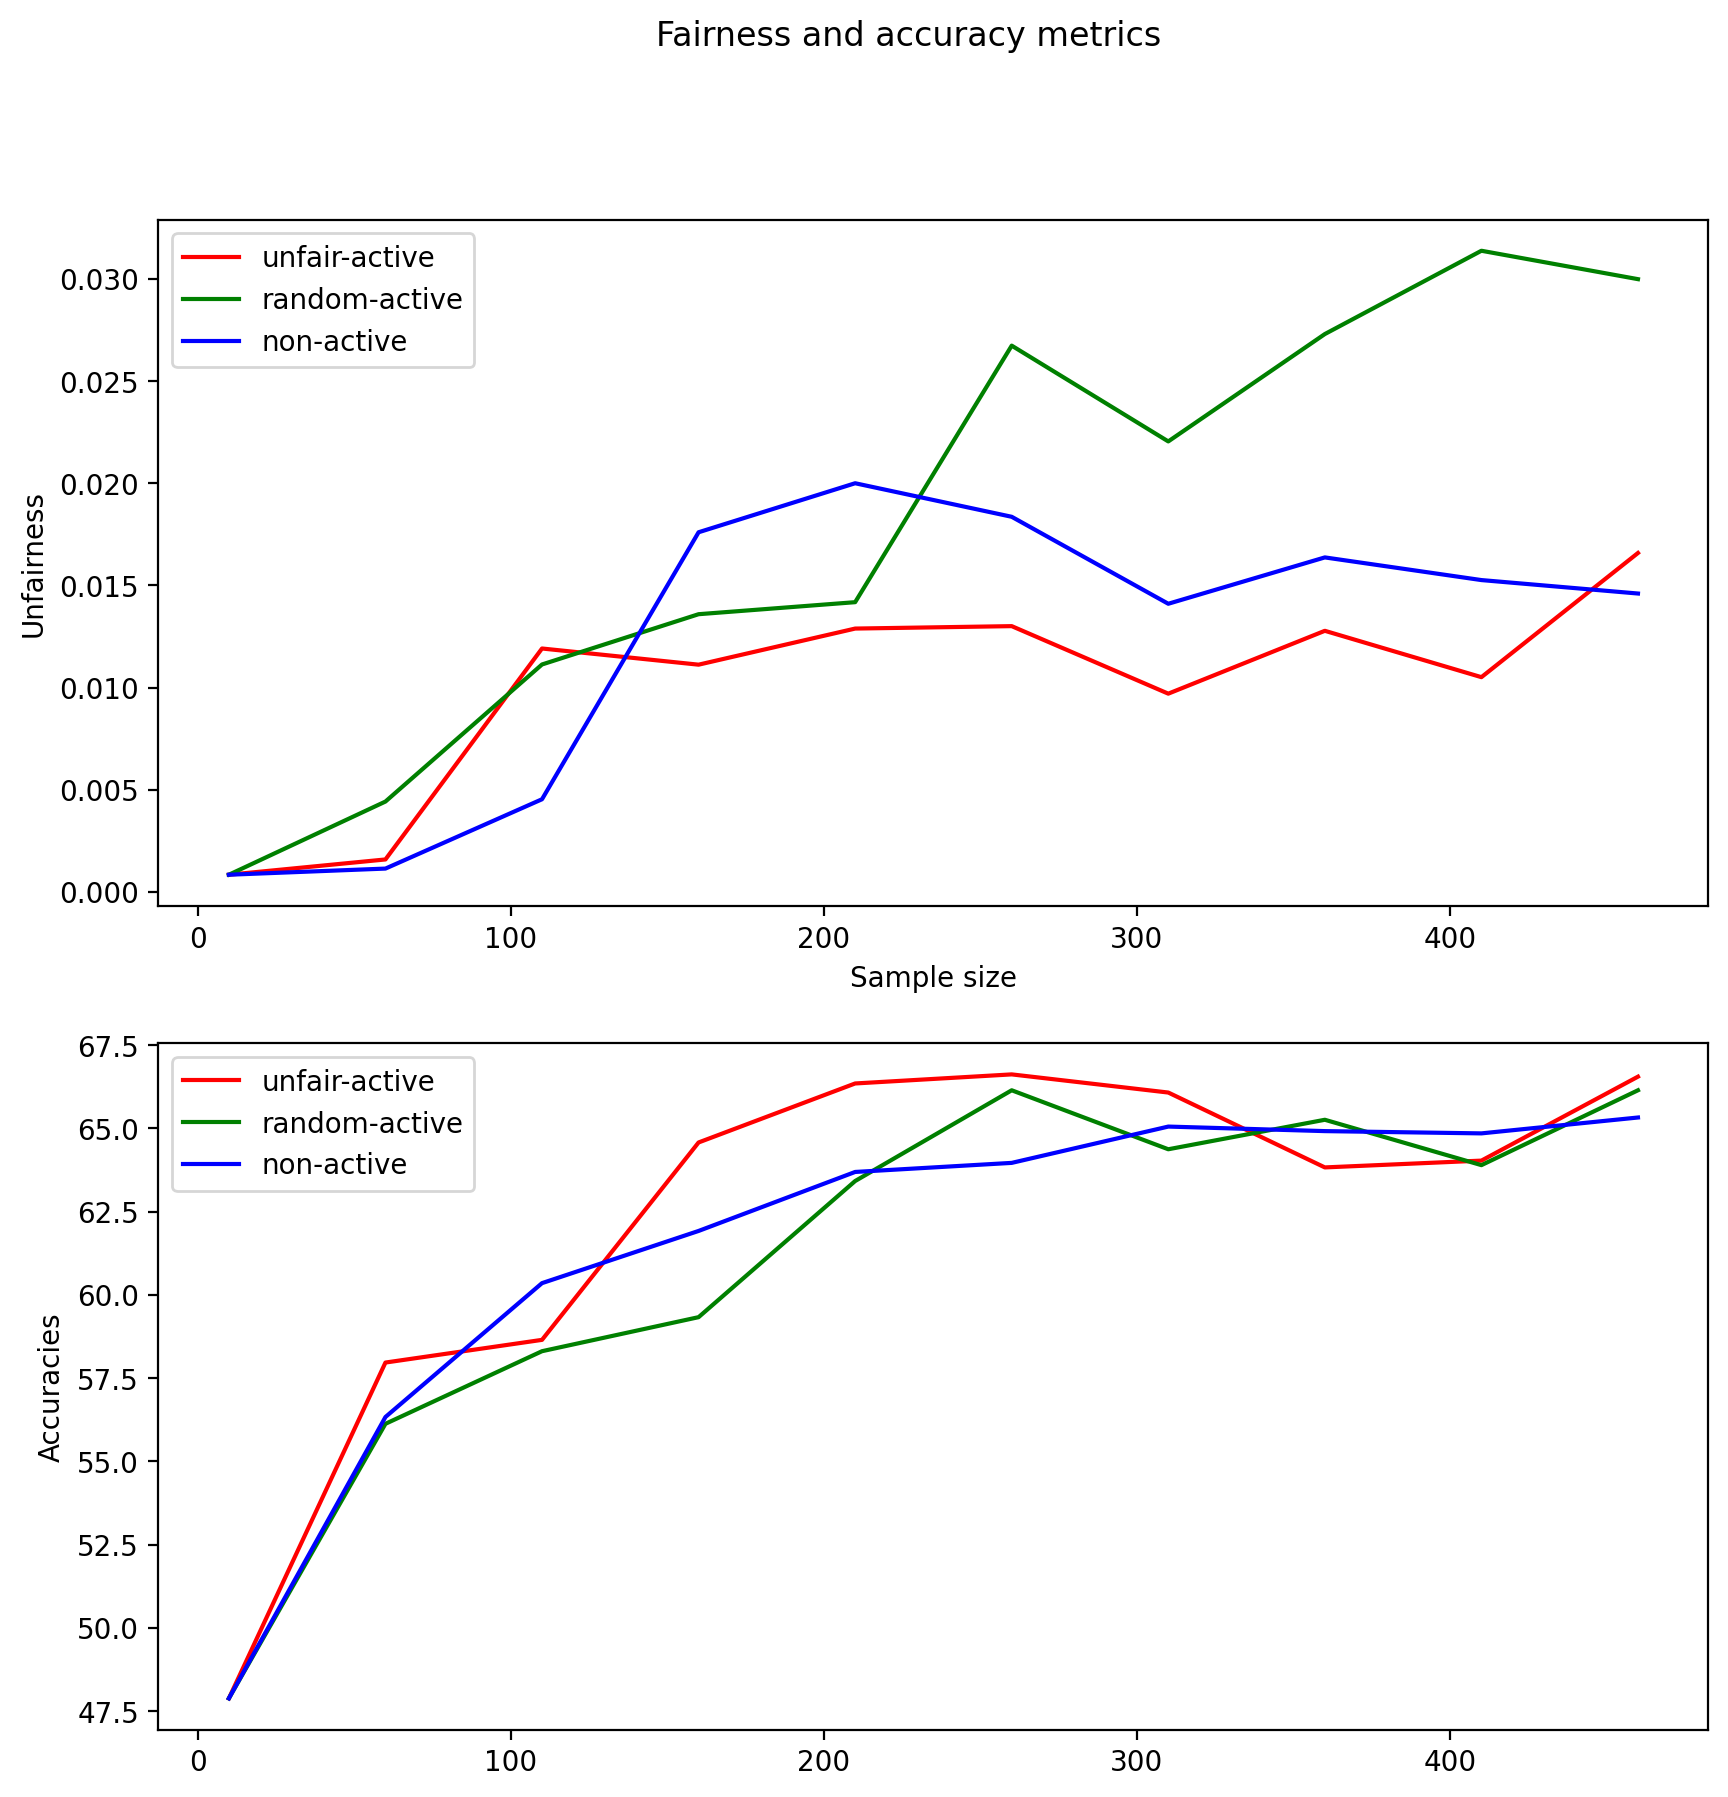 Fairness and accuracy metrics
unfair-active
random-active
non-active
0.030
0.025
0.020
0.015
0.010
0.005
0.000
Unfairness
0 100 200 300 400
Sample size
unfair-active
random-active
non-active
67.5
65.0
62.5
60.0
57.5
55.0
52.5
50.0
47.5
Accuracies
0 100 200 300 400